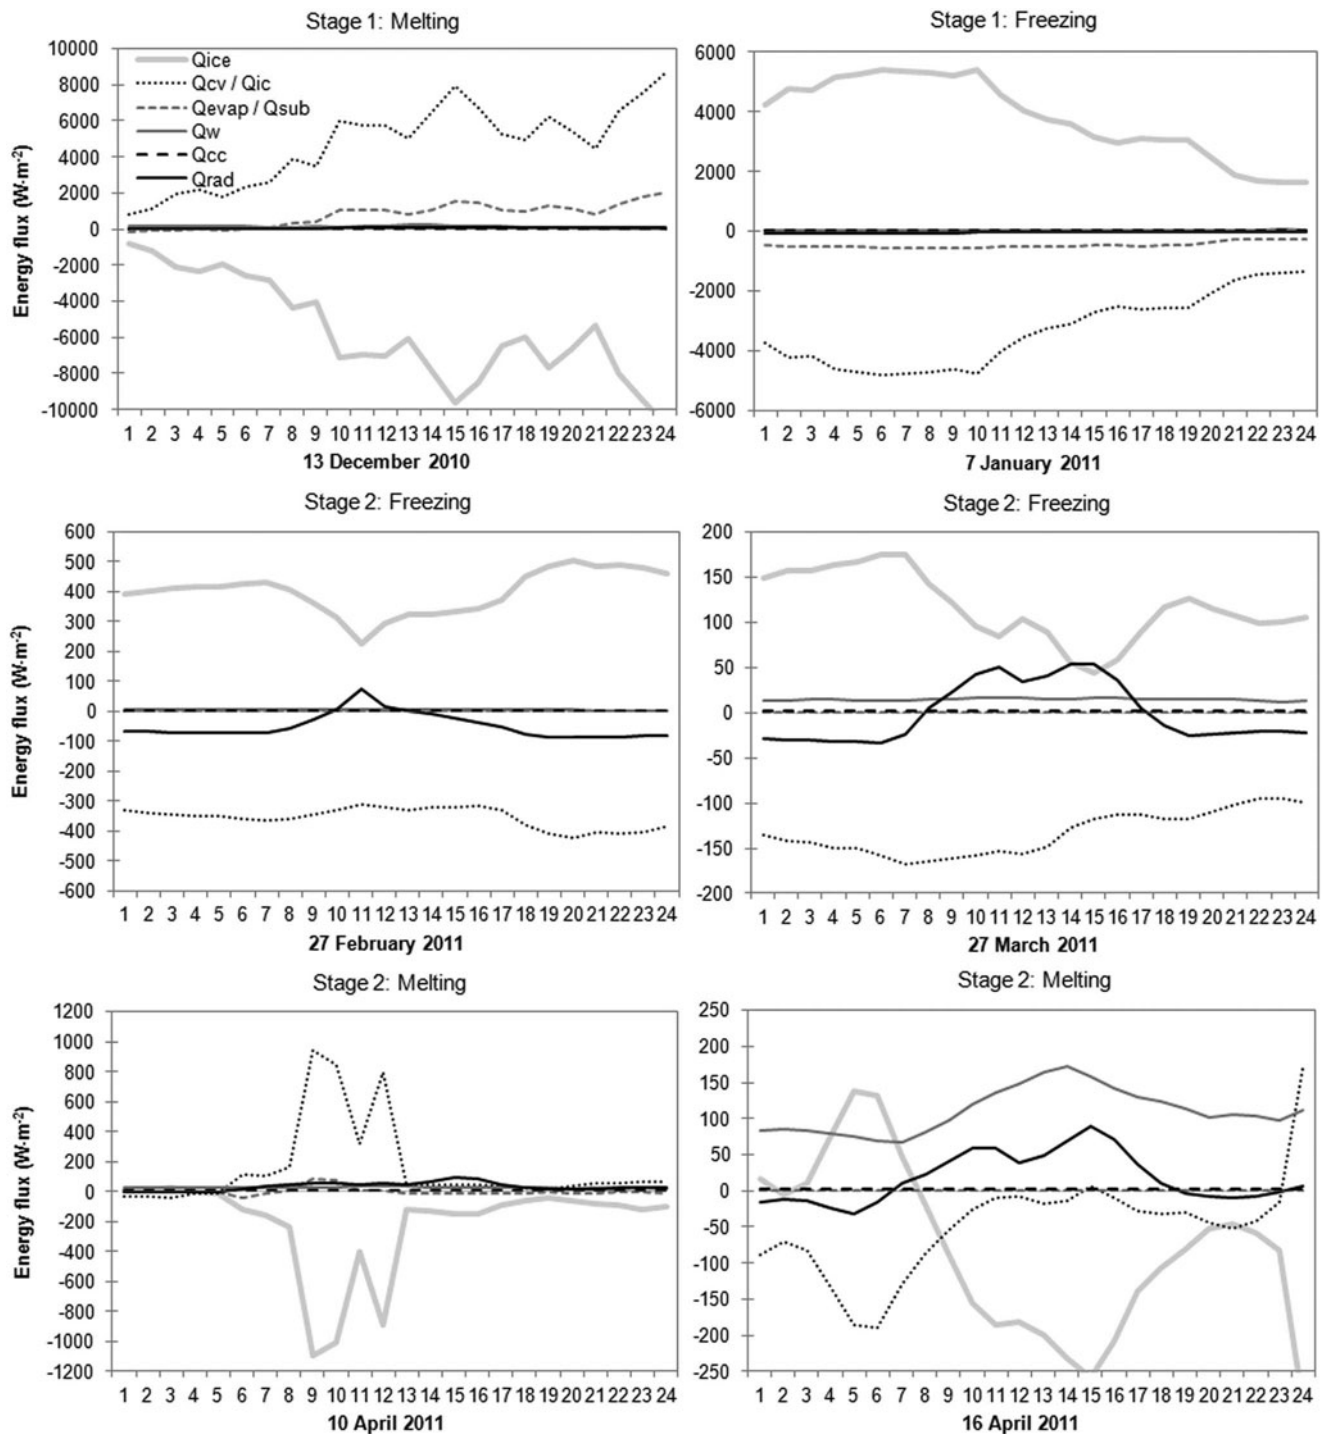 Stage 1: Melting
Energy flux (W·m-2)
10000
8000
6000
4000
2000
0
-2000
-4000
-6000
-8000
-10000
Qice
Qcv / Qic
Qevap / Qsub
Qw
Qcc
Qrad
1 2 3 4 5 6 7 8 9 10 11 12 13 14 15 16 17 18 19 20 21 22 23 24
13 December 2010
Stage 1: Freezing
6000
4000
2000
0
-2000
-4000
-6000
1 2 3 4 5 6 7 8 9 10 11 12 13 14 15 16 17 18 19 20 21 22 23 24
7 January 2011
Stage 2: Freezing
Energy flux (W·m-2)
600
500
400
300
200
100
0
-100
-200
-300
-400
-500
-600
1 2 3 4 5 6 7 8 9 10 11 12 13 14 15 16 17 18 19 20 21 22 23 24
27 February 2011
Stage 2: Freezing
200
150
100
50
0
-50
-100
-150
-200
1 2 3 4 5 6 7 8 9 10 11 12 13 14 15 16 17 18 19 20 21 22 23 24
27 March 2011
Stage 2: Melting
Energy flux (W·m-2)
1200
1000
800
600
400
200
0
-200
-400
-600
-800
-1000
-1200
1 2 3 4 5 6 7 8 9 10 11 12 13 14 15 16 17 18 19 20 21 22 23 24
10 April 2011
Stage 2: Melting
250
200
150
100
50
0
-50
-100
-150
-200
-250
1 2 3 4 5 6 7 8 9 10 11 12 13 14 15 16 17 18 19 20 21 22 23 24
16 April 2011